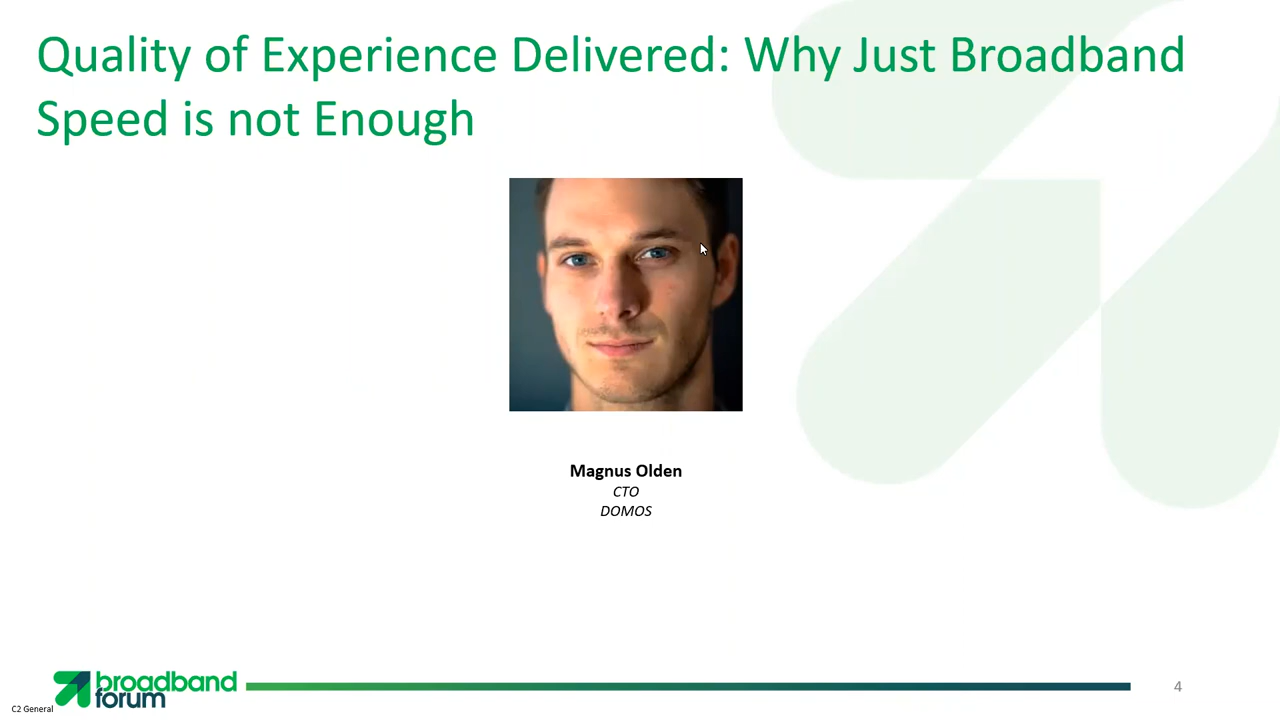 Quality of Experience Delivered: Why Just Broadband
Speed is not Enough
Magnus Olden
CTO
DOMOS
broadband
forum
4
C2 General